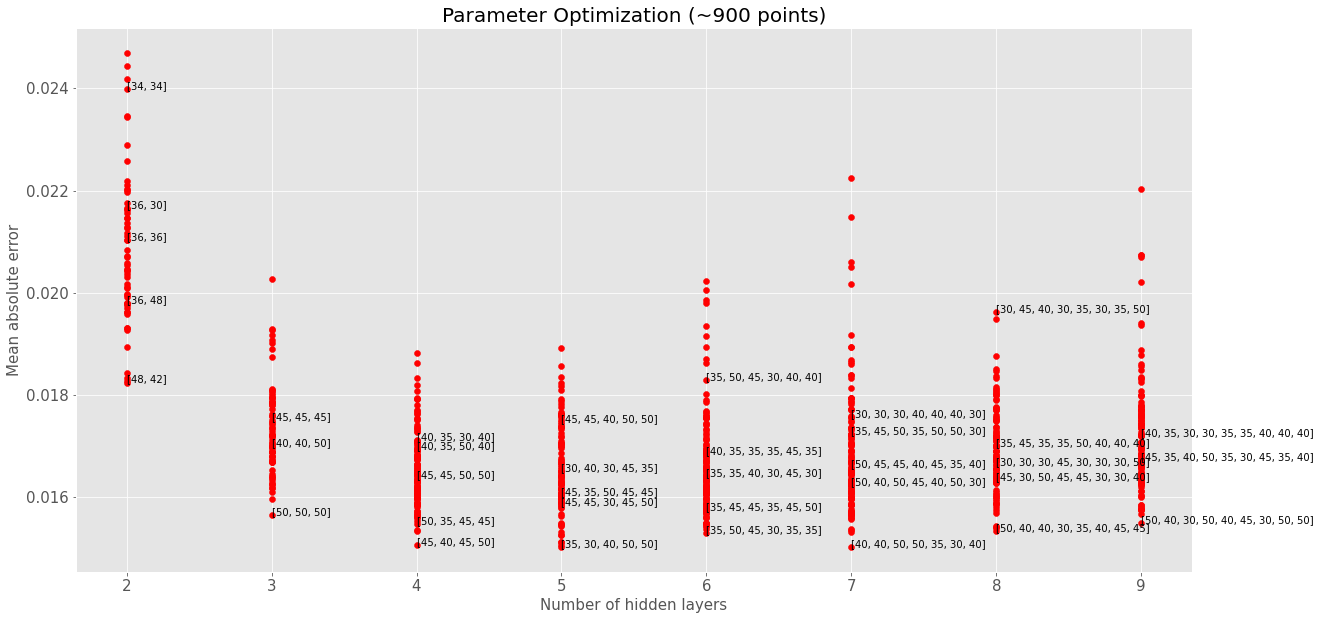 Parameter Optimization (~900 points)
Mean absolute error
0.024
0.022
0.020
0.018
0.016
[34, 34]
[36, 30]
[36, 36]
[36, 48]
[48, 42]
[45, 45, 45]
[40, 40, 50]
[50, 50, 50]
[40, 35, 30, 40]
[40, 35, 50, 40]
[45, 45, 50, 50]
[50, 35, 45, 45]
[45, 40, 45, 50]
[45, 45, 40, 50, 50]
[30, 40, 30, 45, 35]
[45, 35, 50, 45, 45]
[45, 45, 30, 45, 50]
[35, 30, 40, 50, 50]
[35, 50, 45, 30, 40, 40]
[40, 35, 35, 35, 45, 35]
[35, 35, 40, 30, 45, 30]
[35, 45, 45, 35, 45, 50]
[35, 50, 45, 30, 35, 35]
[30, 30, 30, 40, 40, 40, 30]
[35, 45, 50, 35, 50, 50, 30]
[50, 45, 45, 40, 45, 35, 40]
[50, 40, 50, 45, 40, 50, 30]
[40, 40, 50, 50, 35, 30, 40]
[30, 45, 40, 30, 35, 30, 35, 50]
[35, 45, 35, 35, 50, 40, 40, 40]
[30, 30, 30, 45, 30, 30, 30, 50]
[45, 30, 50, 45, 45, 30, 30, 40]
[50, 40, 40, 30, 35, 40, 45, 45]
[40, 35, 30, 30, 35, 35, 40, 40, 40]
[45, 35, 40, 50, 35, 30, 45, 35, 40]
[50, 40, 30, 50, 40, 45, 30, 50, 50]
2 3 4 5 6 7 8 9
Number of hidden layers